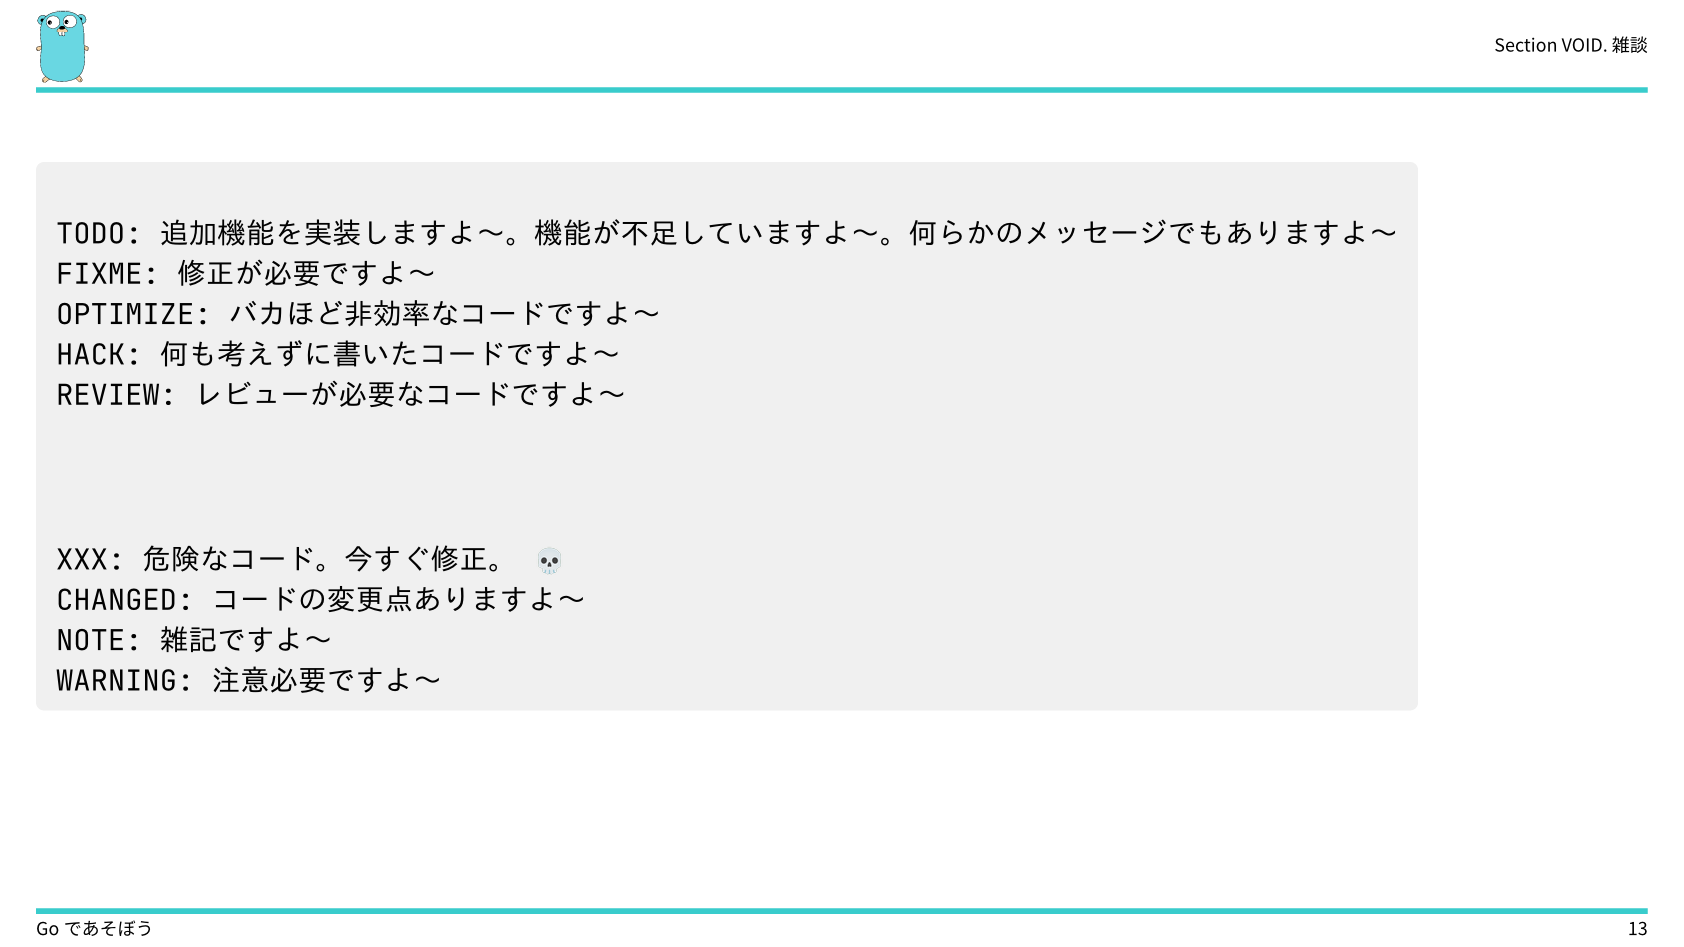 Section VOID. 雑談
TODO: 追加機能を実装しますよ〜。機能が不足していますよ〜。何らかのメッセージでもありますよ〜
FIXME: 修正が必要ですよ〜
OPTIMIZE: バカほど非効率なコードですよ〜
HACK: 何も考えずに書いたコードですよ〜
REVIEW: レビューが必要なコードですよ〜
XXX: 危険なコード。今すぐ修正。 💀
CHANGED: コードの変更点ありますよ〜
NOTE: 雑記ですよ〜
WARNING: 注意必要ですよ〜
Go であそぼう
13